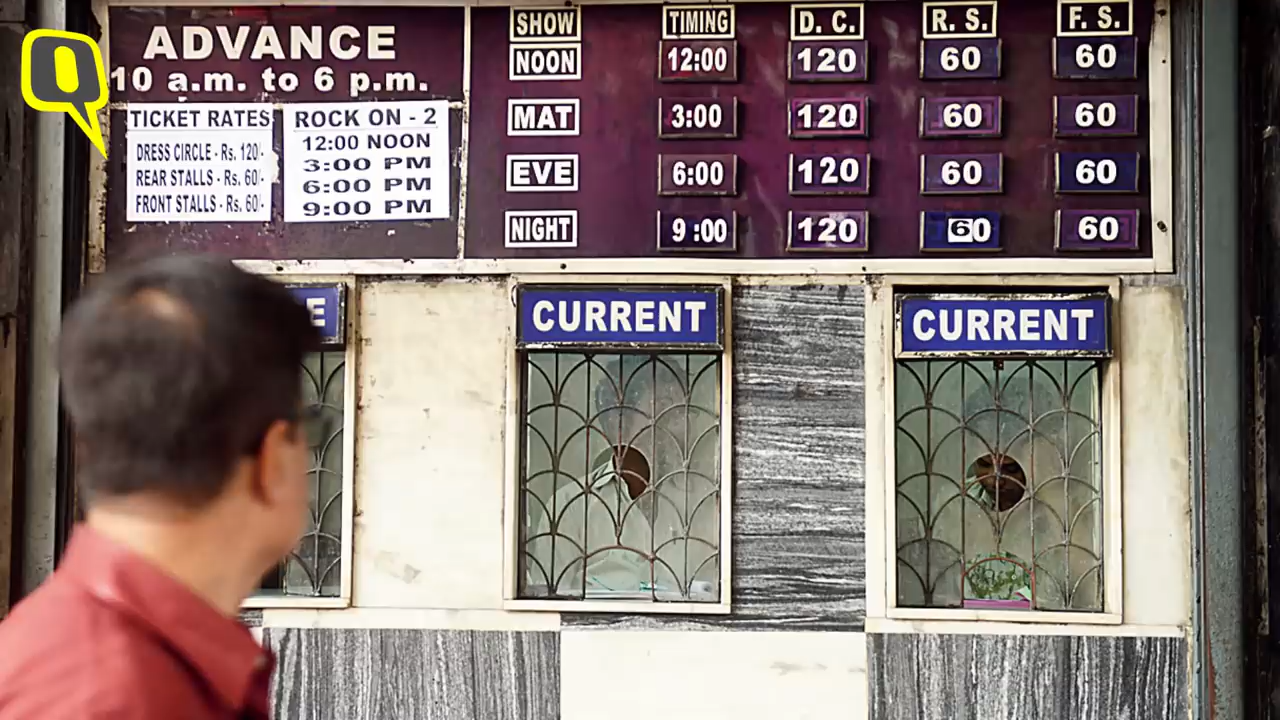 ADVANCE
10 a.m. to 6 p.m.
TICKET RATES
DRESS CIRCLE - Rs. 120/-
REAR STALLS - Rs. 60/-
FRONT STALLS - Rs. 60/-
ROCK ON - 2
12:00 NOON
3:00 PM
6:00 PM
9:00 PM
SHOW TIMING D. C. R. S. F. S.
NOON 12:00 120 60 60
MAT 3:00 120 60 60
EVE 6:00 120 60 60
NIGHT 9:00 120 60 60
E
CURRENT
CURRENT